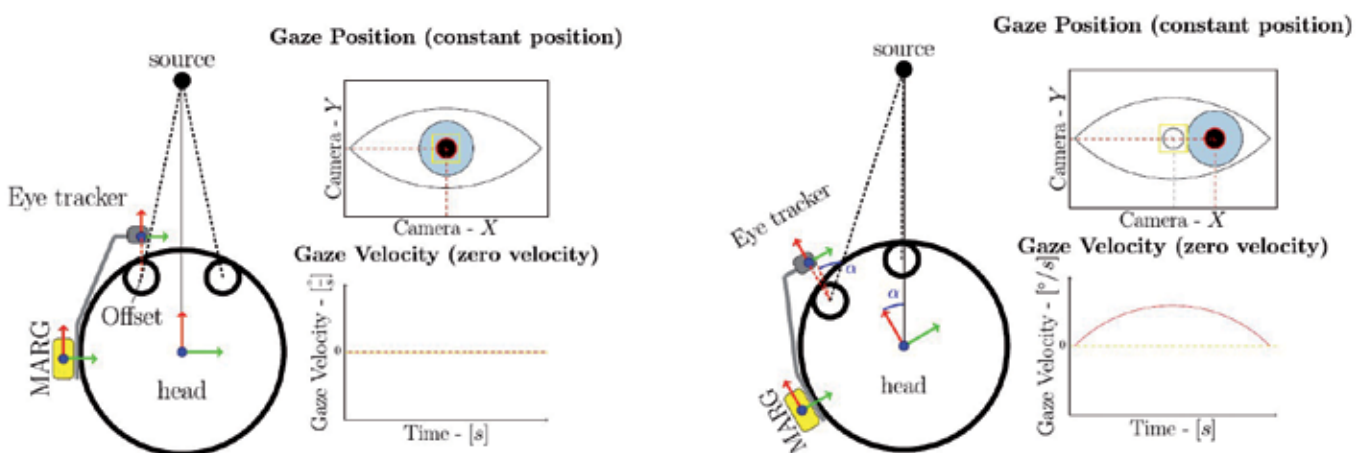 Gaze Position (constant position)
source
Camera - Y
Camera - X
Eye tracker
Gaze Velocity (zero velocity)
Offset
MARG
head
Gaze Velocity -
0
Time - [s]
Gaze Position (constant position)
source
Camera - Y
Camera - X
Eye tracker
Gaze Velocity (zero velocity)
α
α
MARG
head
Gaze Velocity - [°/s]
0
Time - [s]